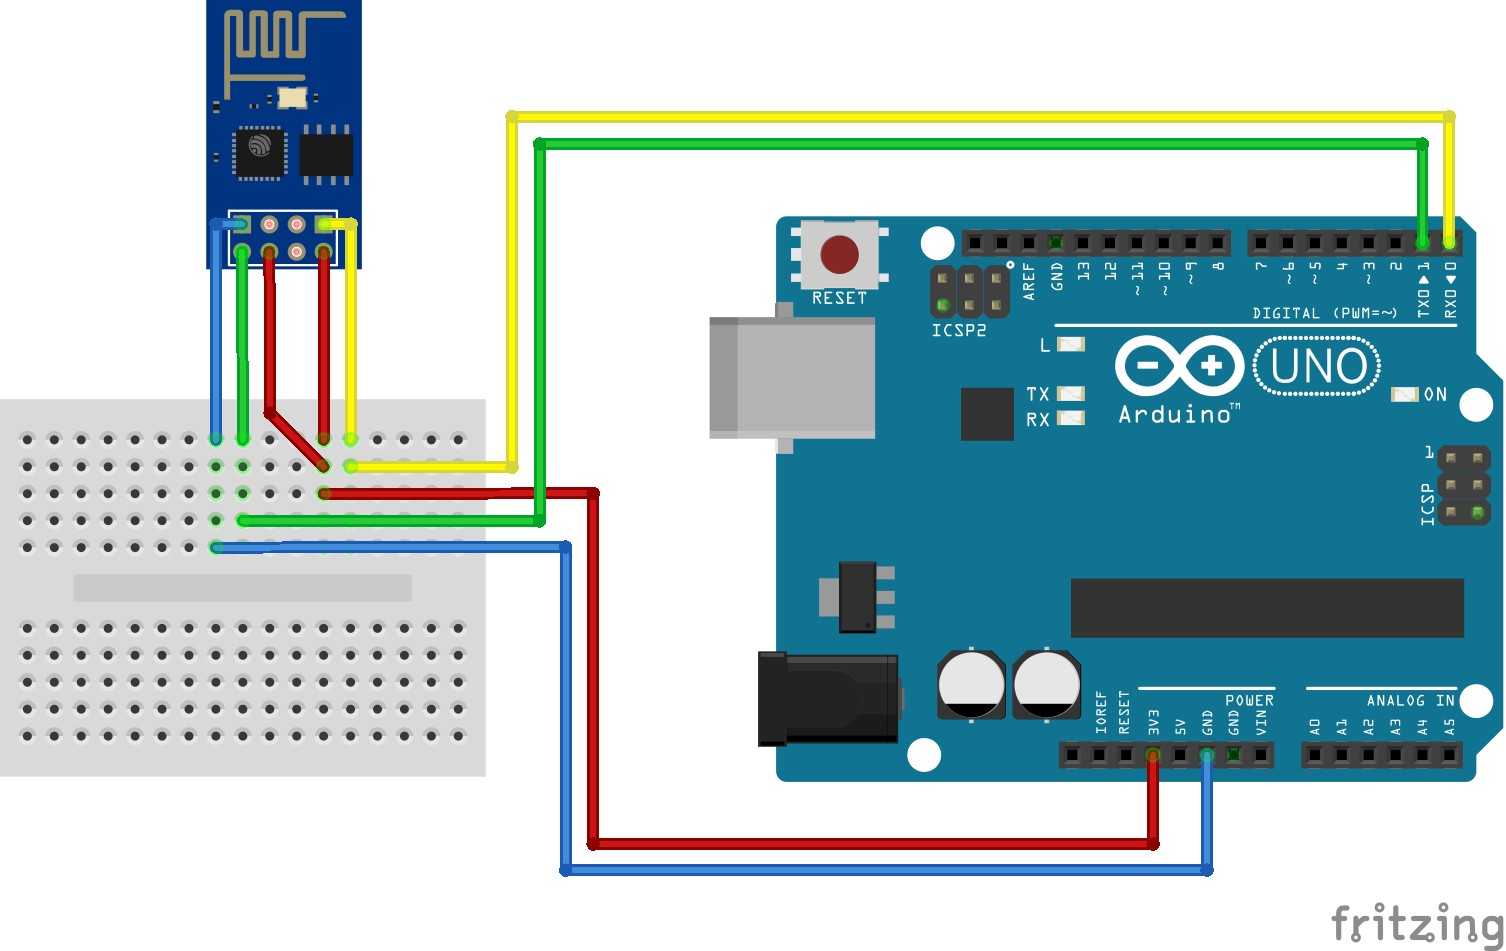 RESET
ICSP2
AREF
GND
13
12
~11
~10
~9
8
7
~6
~5
4
~3
2
TX0▶1
RX0◀0
DIGITAL (PWM=~)
L
TX
RX
UNO
Arduino™
ON
1
ICSP
IOREF
RESET
3V3
5V
GND
GND
VIN
POWER
ANALOG IN
A0
A1
A2
A3
A4
A5
fritzing